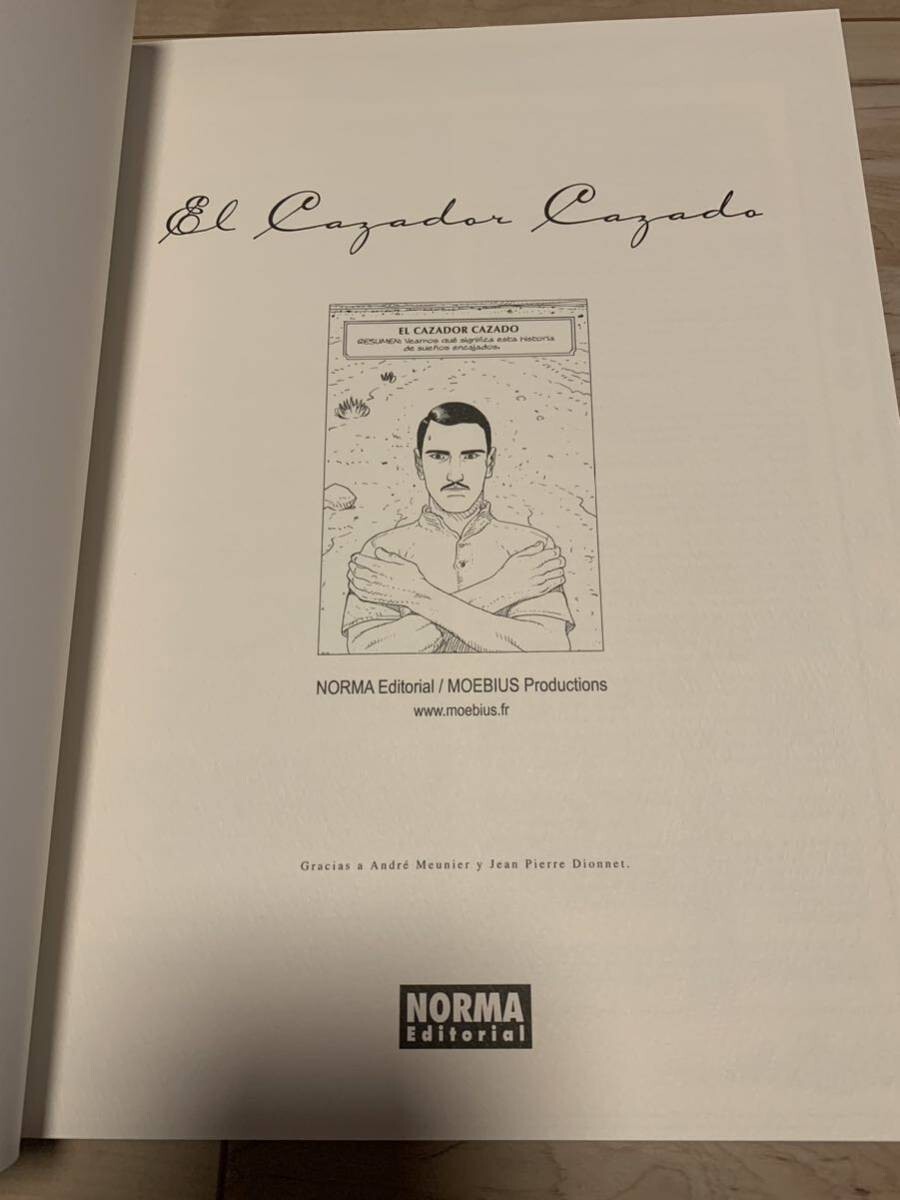 El Cazador Cazado
EL CAZADOR CAZADO
RESUMEN: Veamos qué significa esta historia
de sueños encajados.
NORMA Editorial / MOEBIUS Productions
www.moebius.fr
Gracias a André Meunier y Jean Pierre Dionnet.
NORMA
Editorial